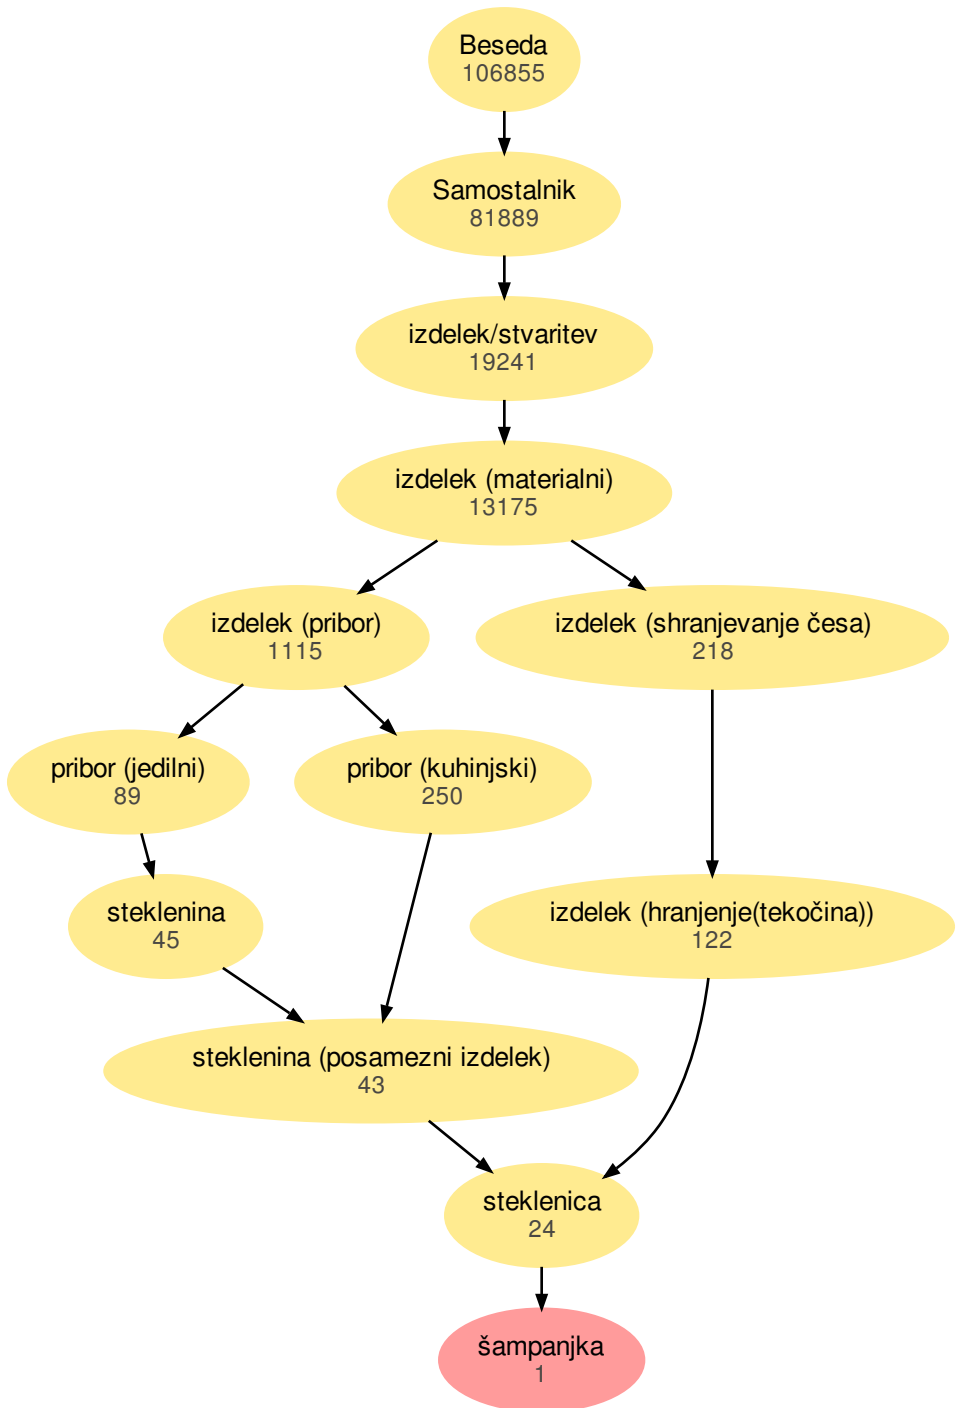 Beseda
106855
Samostalnik
81889
izdelek/stvaritev
19241
izdelek (materialni)
13175
izdelek (pribor)
1115
izdelek (shranjevanje česa)
218
pribor (jedilni)
89
pribor (kuhinjski)
250
steklenina
45
izdelek (hranjenje(tekočina))
122
steklenina (posamezni izdelek)
43
steklenica
24
šampanjka
1